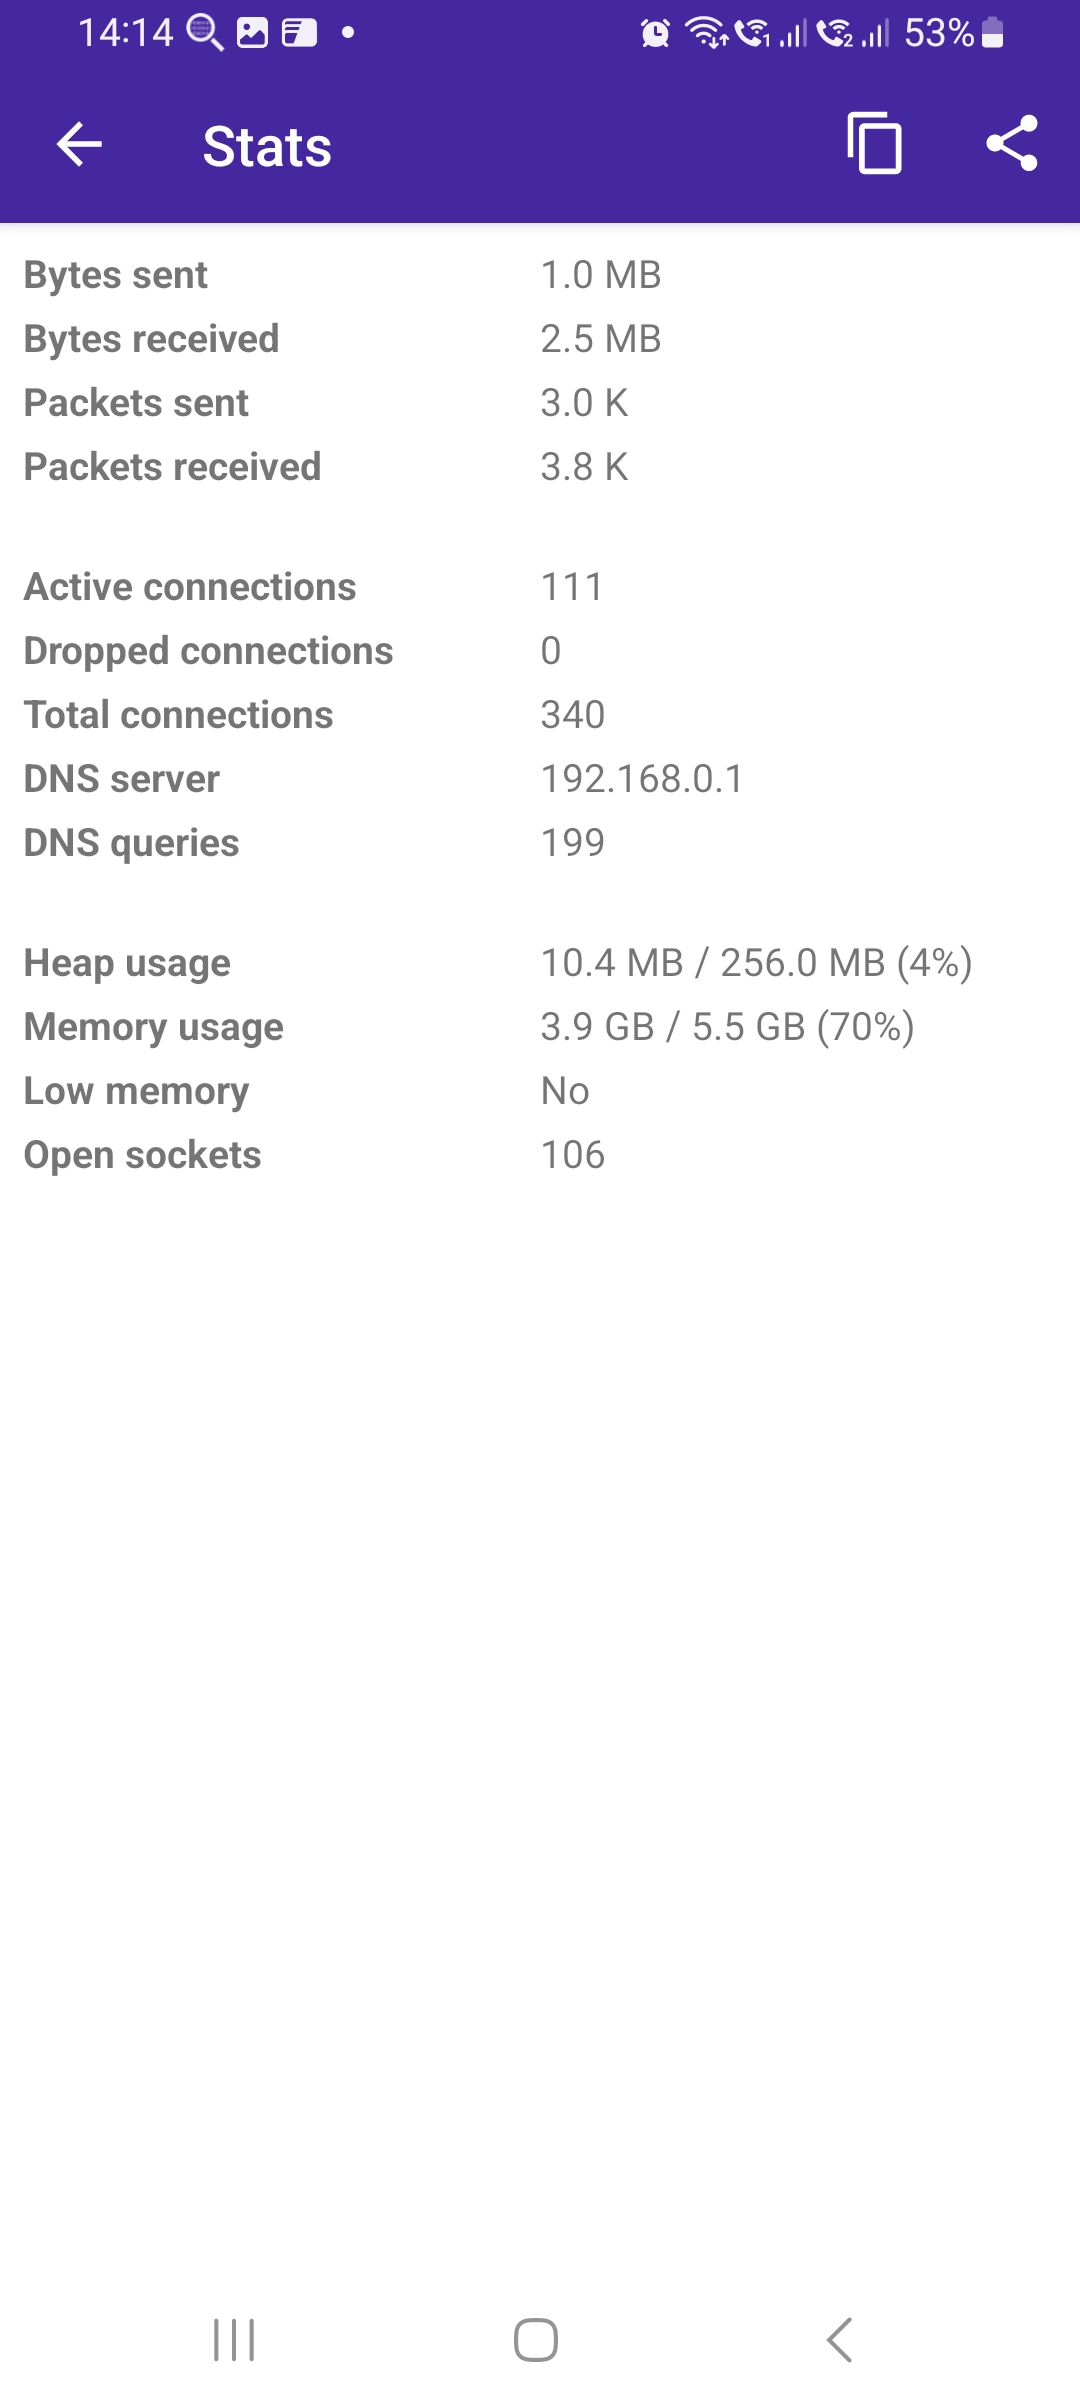 14:14 1 2 53%
Stats
Bytes sent 1.0 MB
Bytes received 2.5 MB
Packets sent 3.0 K
Packets received 3.8 K
Active connections 111
Dropped connections 0
Total connections 340
DNS server 192.168.0.1
DNS queries 199
Heap usage 10.4 MB / 256.0 MB (4%)
Memory usage 3.9 GB / 5.5 GB (70%)
Low memory No
Open sockets 106